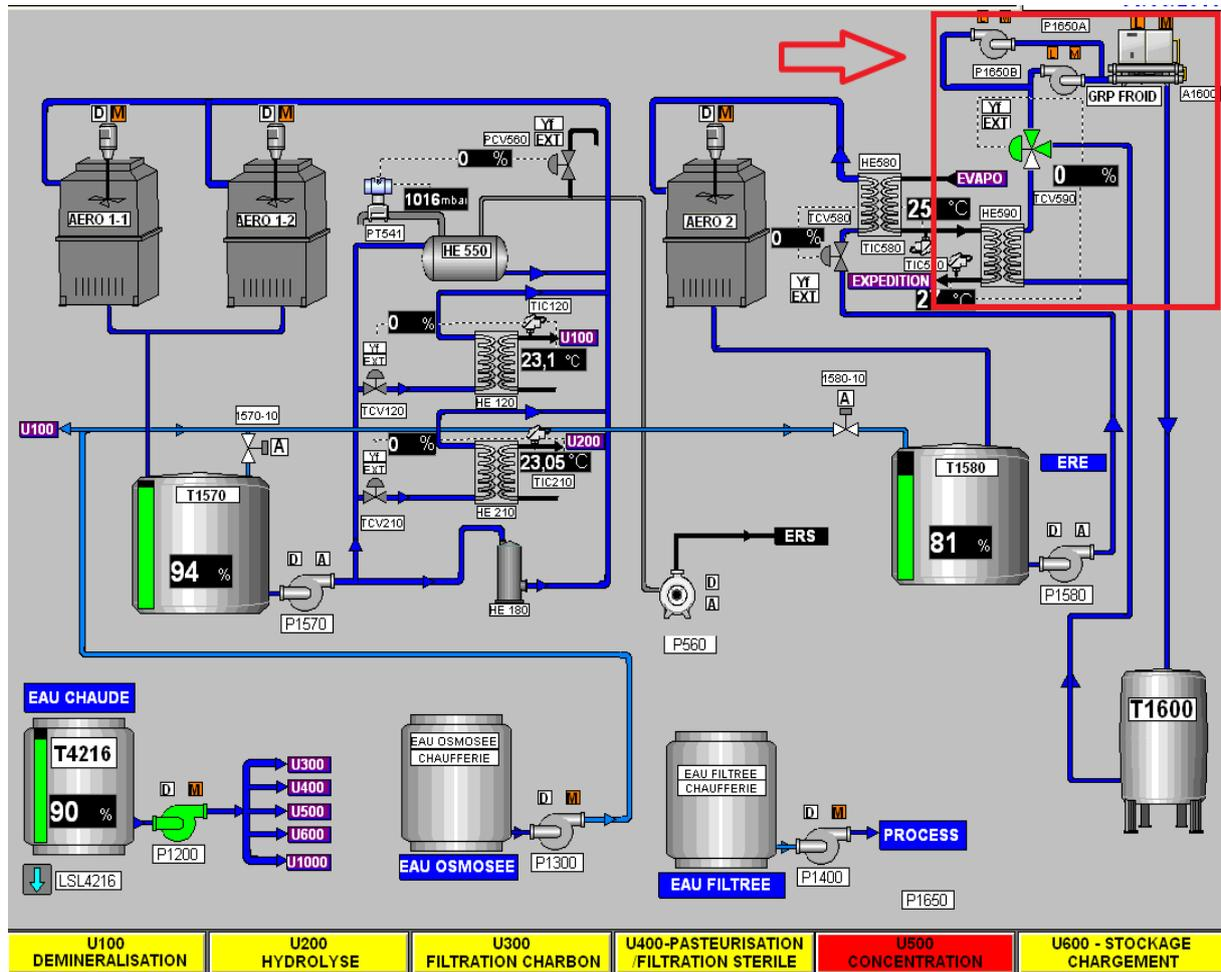 P1650A
L M
L M
L M
P1650B
GRP FROID
A1600
D M
D M
D M
Yf
EXT
PCV560
0 %
1016 mbar
PT541
AERO 1-1
AERO 1-2
HE 550
AERO 2
HE580
EVAPO
Yf
EXT
0 %
TCV590
TCV580
25 °C
HE590
0 %
TIC580
EXPEDITION
Yf
EXT
°C
TIC120
0 %
U100
Yf
EXT
23,1 °C
HE 120
TCV120
1580-10
A
1570-10
A
U100
0 %
U200
Yf
EXT
23,05 °C
TIC210
HE 210
TCV210
T1570
94 %
D A
P1570
HE 180
ERS
D
A
P560
T1580
81 %
ERE
D A
P1580
EAU CHAUDE
T4216
90 %
D M
P1200
U300
U400
U500
U600
U1000
LSL4216
EAU OSMOSEE
CHAUFFERIE
D M
P1300
EAU OSMOSEE
EAU FILTREE
CHAUFFERIE
D M
P1400
PROCESS
EAU FILTREE
P1650
T1600
U100
DEMINERALISATION
U200
HYDROLYSE
U300
FILTRATION CHARBON
U400-PASTEURISATION
/FILTRATION STERILE
U500
CONCENTRATION
U600 - STOCKAGE
CHARGEMENT